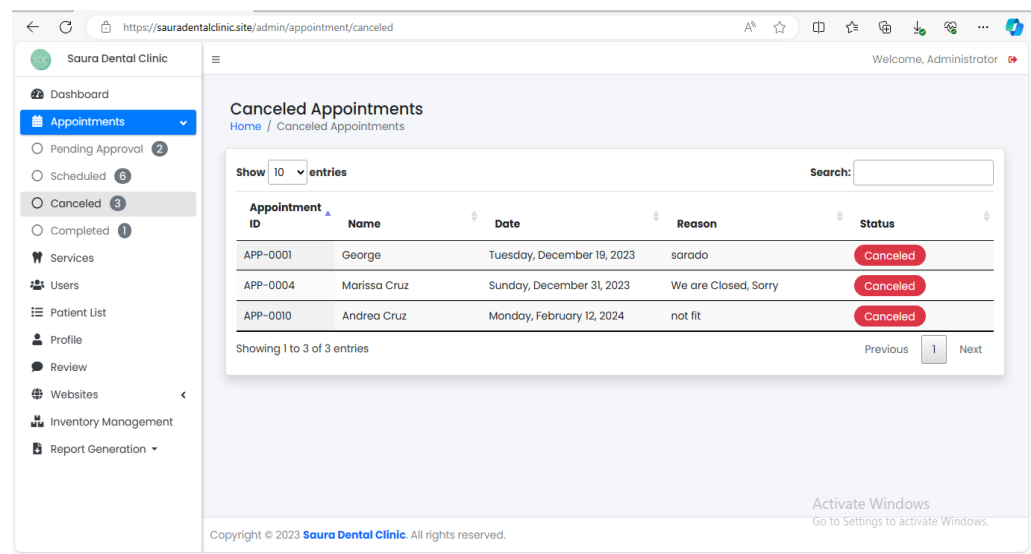 https://sauradentalclinic.site/admin/appointment/canceled
Saura Dental Clinic
Welcome, Administrator
Dashboard
Appointments
Pending Approval 2
Scheduled 6
Canceled 3
Completed 1
Services
Users
Patient List
Profile
Review
Websites
Inventory Management
Report Generation
Canceled Appointments
Home / Canceled Appointments
Show 10 entries Search:
Appointment ID Name Date Reason Status
APP-0001 George Tuesday, December 19, 2023 sarado Canceled
APP-0004 Marissa Cruz Sunday, December 31, 2023 We are Closed, Sorry Canceled
APP-0010 Andrea Cruz Monday, February 12, 2024 not fit Canceled
Showing 1 to 3 of 3 entries Previous 1 Next
Activate Windows
Go to Settings to activate Windows.
Copyright © 2023 Saura Dental Clinic. All rights reserved.